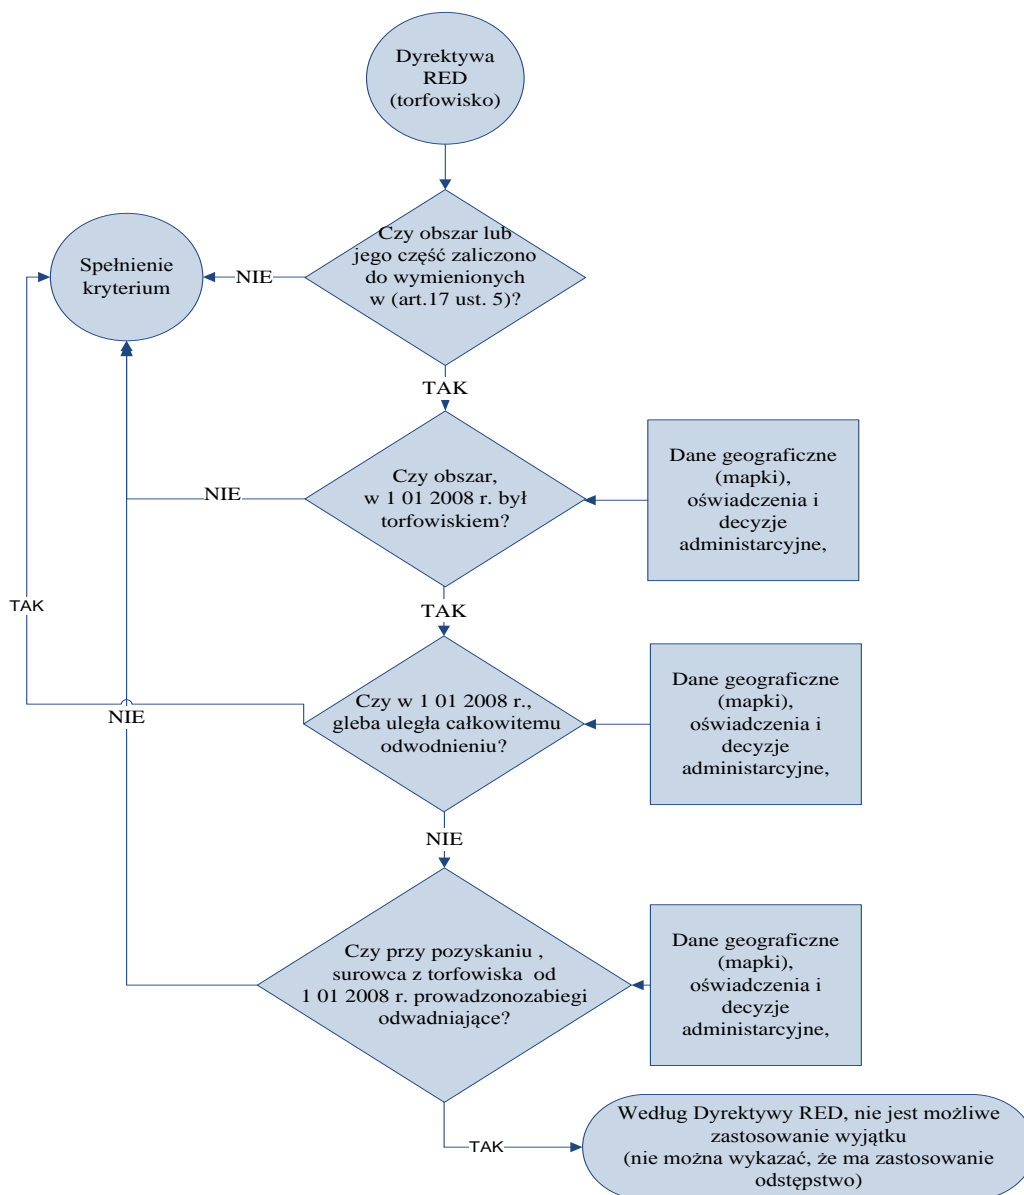 Dyrektywa
RED
(torfowisko)
Czy obszar lub
jego część zaliczono
do wymienionych
w (art.17 ust. 5)?
NIE
Spełnienie
kryterium
TAK
Czy obszar,
w 1 01 2008 r. był
torfowiskiem?
NIE
Dane geograficzne
(mapki),
oświadczenia i
decyzje
administarcyjne,
TAK
TAK
Czy w 1 01 2008 r.,
gleba uległa całkowitemu
odwodnieniu?
Dane geograficzne
(mapki),
oświadczenia i
decyzje
administarcyjne,
NIE
NIE
Czy przy pozyskaniu ,
surowca z torfowiska od
1 01 2008 r. prowadzonozabiegi
odwadniające?
Dane geograficzne
(mapki),
oświadczenia i
decyzje
administarcyjne,
TAK
Według Dyrektywy RED, nie jest możliwe
zastosowanie wyjątku
(nie można wykazać, że ma zastosowanie
odstępstwo)